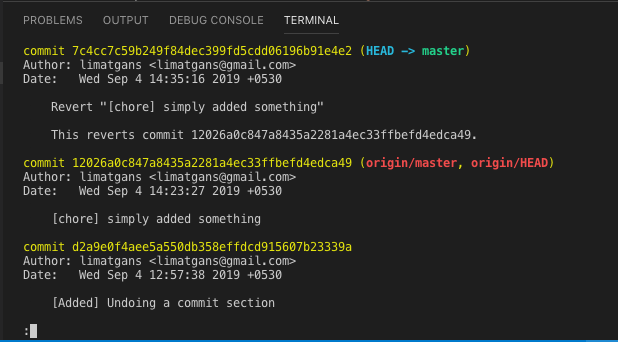 PROBLEMS OUTPUT DEBUG CONSOLE TERMINAL
commit 7c4cc7c59b249f84dec399fd5cdd06196b91e4e2 (HEAD -> master)
Author: limatgans <limatgans@gmail.com>
Date:   Wed Sep 4 14:35:16 2019 +0530
Revert "[chore] simply added something"
This reverts commit 12026a0c847a8435a2281a4ec33ffbefd4edca49.
commit 12026a0c847a8435a2281a4ec33ffbefd4edca49 (origin/master, origin/HEAD)
Author: limatgans <limatgans@gmail.com>
Date:   Wed Sep 4 14:23:27 2019 +0530
[chore] simply added something
commit d2a9e0f4aee5a550db358effdcd915607b23339a
Author: limatgans <limatgans@gmail.com>
Date:   Wed Sep 4 12:57:38 2019 +0530
[Added] Undoing a commit section
: